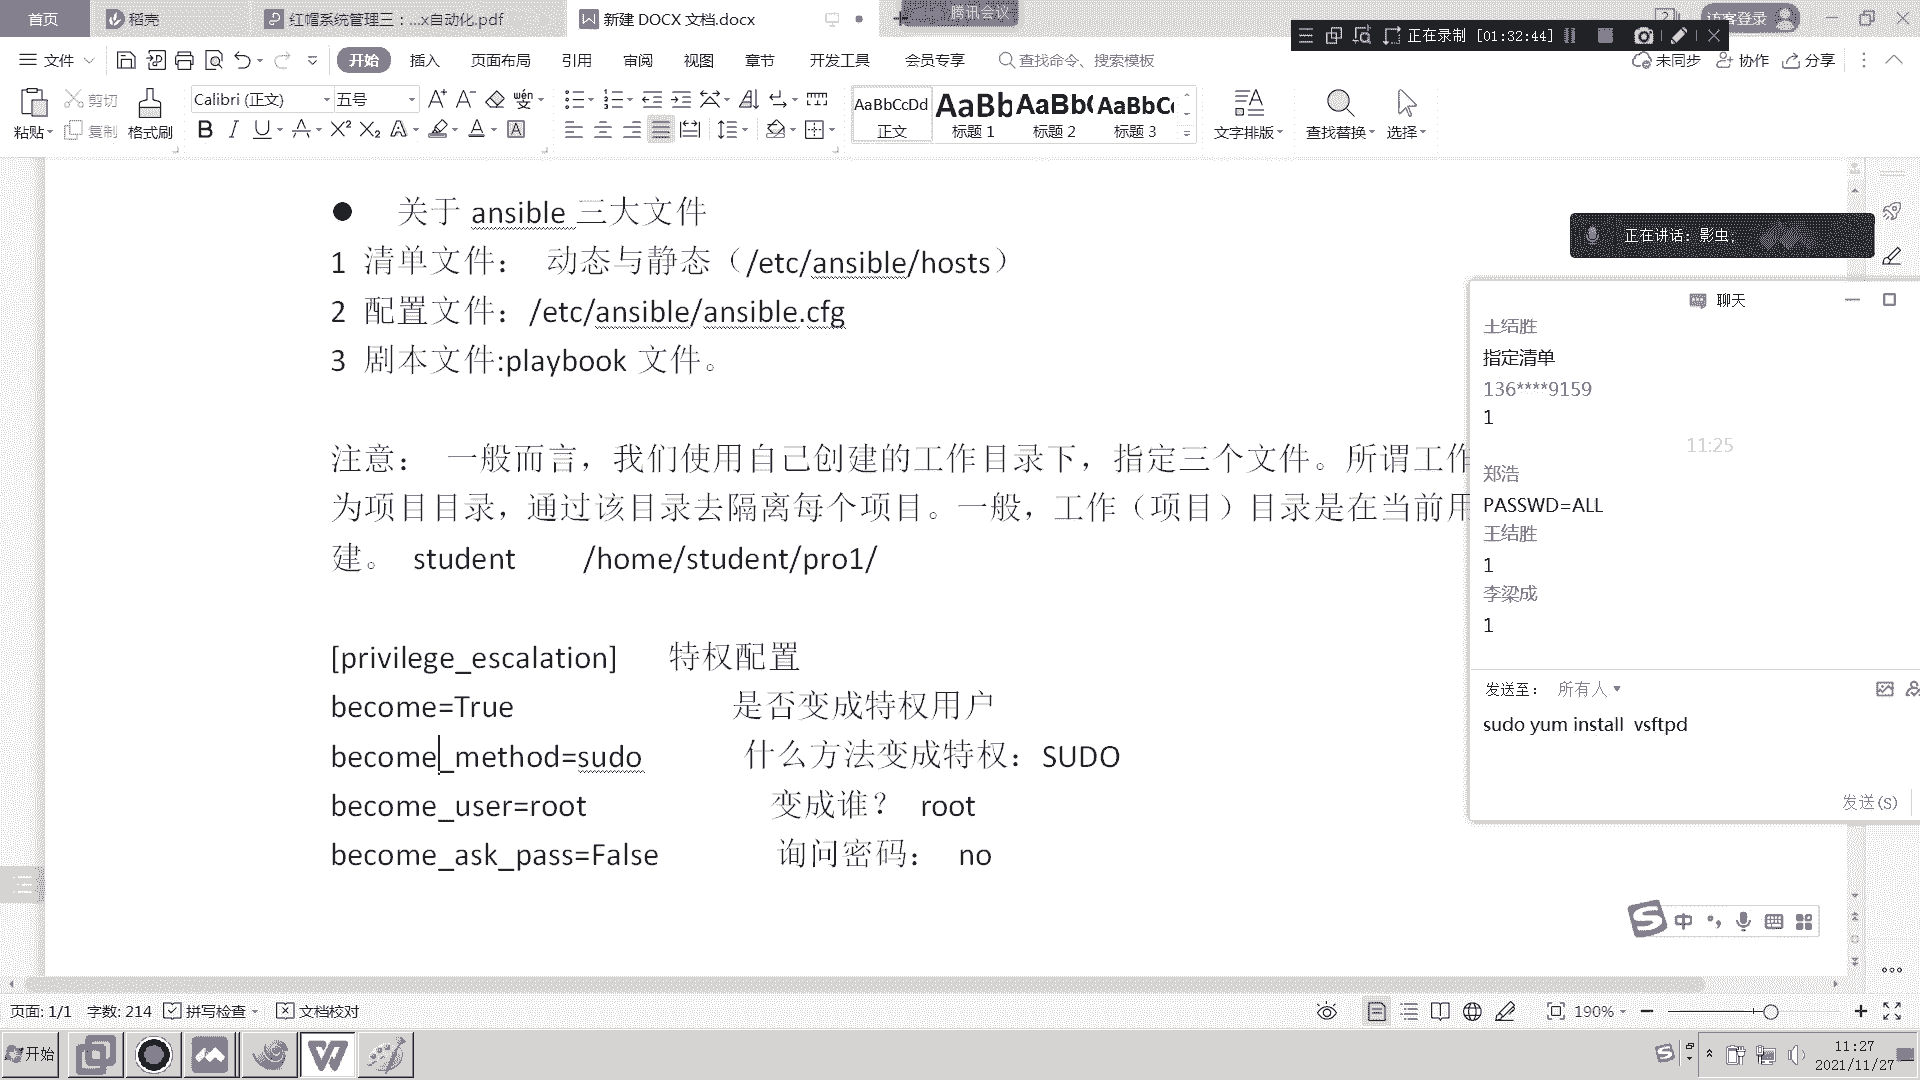 首页
稻壳
红帽系统管理三：...x自动化.pdf
新建 DOCX 文档.docx
腾讯会议
访客登录
正在录制 [01:32:44]
文件
开始
插入
页面布局
引用
审阅
视图
章节
开发工具
会员专享
查找命令、搜索模板
未同步
协作
分享
粘贴
剪切
复制
格式刷
Calibri (正文)
五号
AaBbCcDd
正文
AaBb
标题 1
AaBb(
标题 2
AaBbC(
标题 3
文字排版
查找替换
选择
● 关于 ansible 三大文件
1 清单文件： 动态与静态（/etc/ansible/hosts）
2 配置文件：/etc/ansible/ansible.cfg
3 剧本文件:playbook 文件。
注意： 一般而言，我们使用自己创建的工作目录下，指定三个文件。所谓工作
为项目目录，通过该目录去隔离每个项目。一般，工作（项目）目录是在当前用
建。 student /home/student/pro1/
[privilege_escalation] 特权配置
become=True 是否变成特权用户
become_method=sudo 什么方法变成特权：SUDO
become_user=root 变成谁？ root
become_ask_pass=False 询问密码： no
正在讲话：影虫；
聊天
王结胜
指定清单
136****9159
1
11:25
郑浩
PASSWD=ALL
王结胜
1
李梁成
1
发送至：
所有人
sudo yum install vsftpd
发送(S)
中
页面: 1/1
字数: 214
拼写检查
文档校对
190%
开始
11:27
2021/11/27